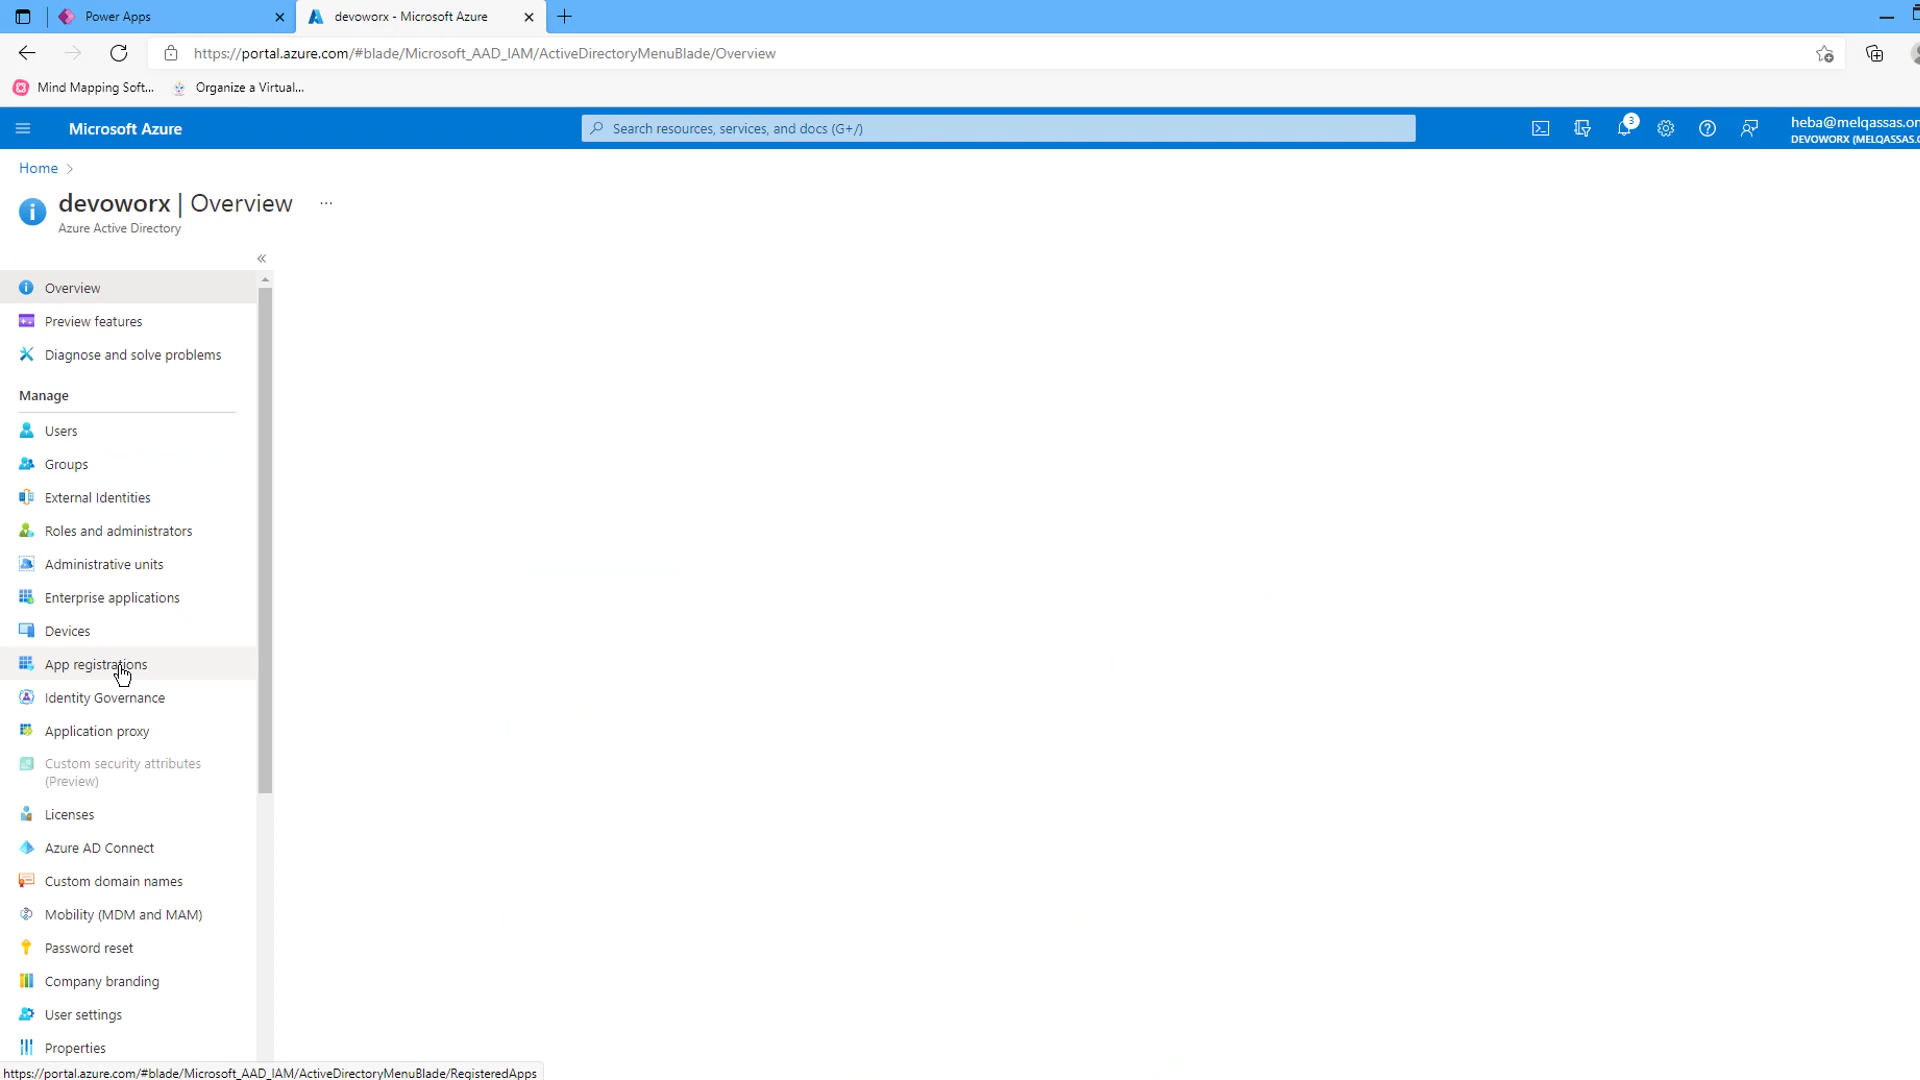 Power Apps
devoworx - Microsoft Azure
https://portal.azure.com/#blade/Microsoft_AAD_IAM/ActiveDirectoryMenuBlade/Overview
Mind Mapping Soft...
Organize a Virtual...
Microsoft Azure
Search resources, services, and docs (G+/)
3
heba@melqassas.on
DEVOWORX (MELQASSAS.O
Home
devoworx | Overview
...
Azure Active Directory
Overview
Preview features
Diagnose and solve problems
Manage
Users
Groups
External Identities
Roles and administrators
Administrative units
Enterprise applications
Devices
App registrations
Identity Governance
Application proxy
Custom security attributes
(Preview)
Licenses
Azure AD Connect
Custom domain names
Mobility (MDM and MAM)
Password reset
Company branding
User settings
Properties
https://portal.azure.com/#blade/Microsoft_AAD_IAM/ActiveDirectoryMenuBlade/RegisteredApps